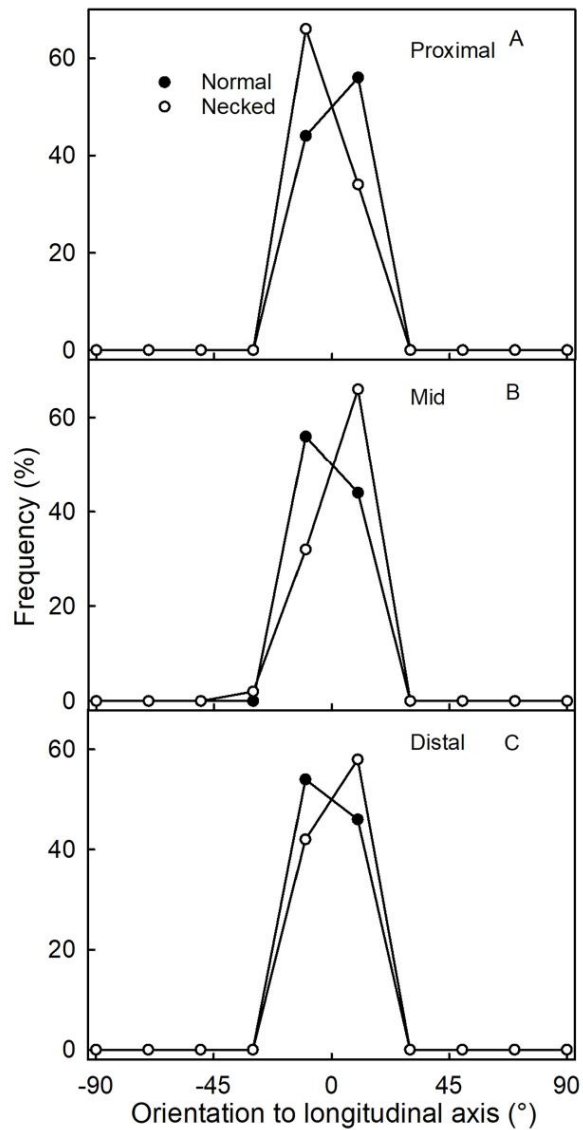 Proximal A
Normal
Necked
60
40
20
0
Mid B
60
40
20
0
Distal C
60
40
20
0
Frequency (%)
-90 -45 0 45 90
Orientation to longitudinal axis (°)